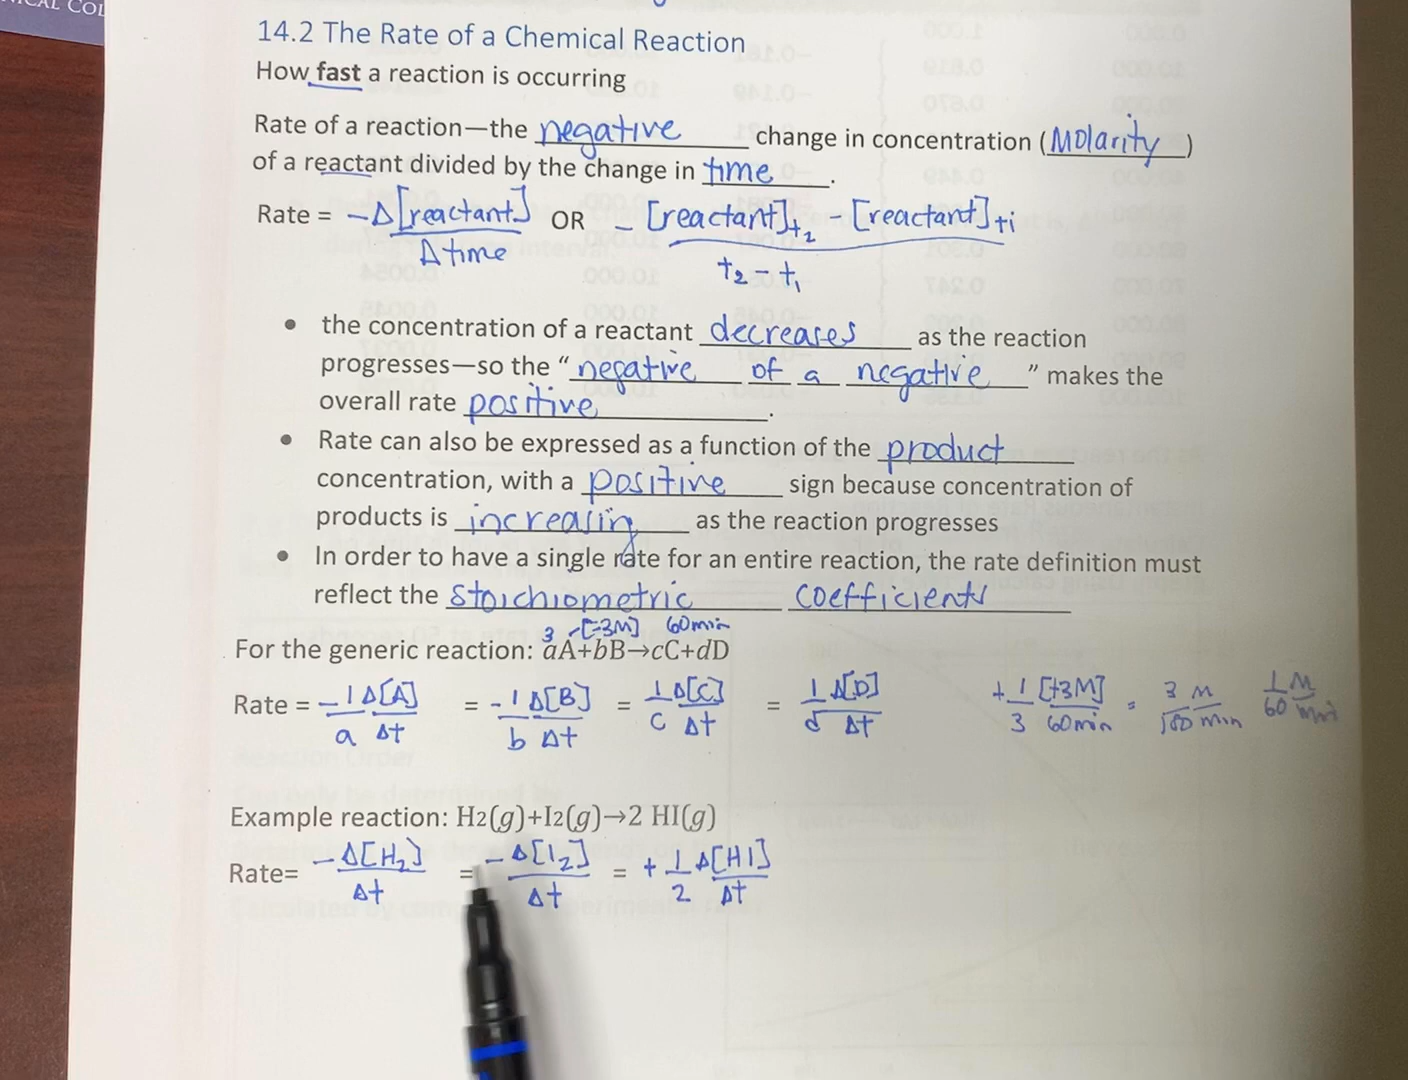 14.2 The Rate of a Chemical Reaction
How fast a reaction is occurring
Rate of a reaction—the negative change in concentration (Molarity)
of a reactant divided by the change in time.
Rate = -Δ[reactant]/Δtime OR - [reactant]t₂ - [reactant]ti / t₂ - t₁
• the concentration of a reactant decreases as the reaction
progresses—so the “negative of a negative” makes the
overall rate positive.
• Rate can also be expressed as a function of the product
concentration, with a positive sign because concentration of
products is increasing as the reaction progresses
• In order to have a single rate for an entire reaction, the rate definition must
reflect the stoichiometric coefficients
3 -[-3M] 60min
For the generic reaction: aA+bB→cC+dD
Rate = -1/a Δ[A]/Δt = -1/b Δ[B]/Δt = 1/c Δ[C]/Δt = 1/d Δ[D]/Δt +1/3 [+3M]/60min = 3/180 M/min 1/60 M/min
Example reaction: H2(g)+I2(g)→2 HI(g)
Rate= -Δ[H₂]/Δt = -Δ[I₂]/Δt = +1/2 Δ[HI]/Δt